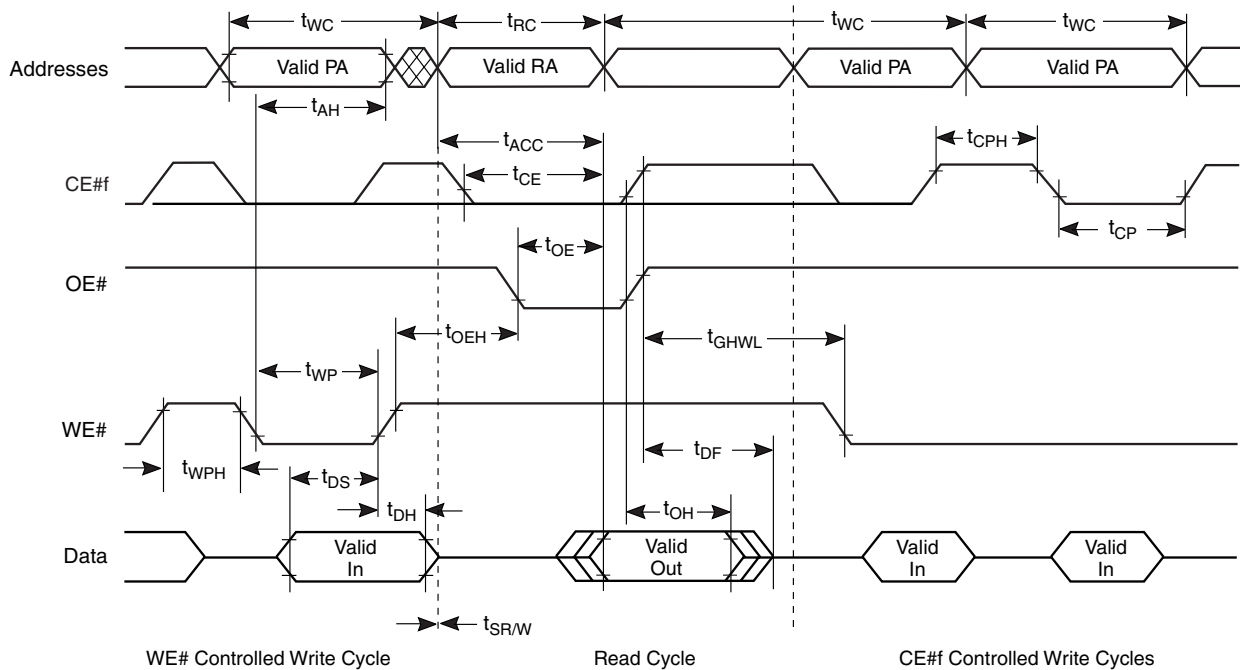 tWC tRC tWC tWC
Addresses Valid PA Valid RA Valid PA Valid PA
tAH
tACC tCPH
CE#f tCE
tOE tCP
OE#
tOEH tGHWL
tWP
WE#
tWPH tDS tDF
tDH tOH
Data Valid In Valid Out Valid In Valid In
tSR/W
WE# Controlled Write Cycle Read Cycle CE#f Controlled Write Cycles